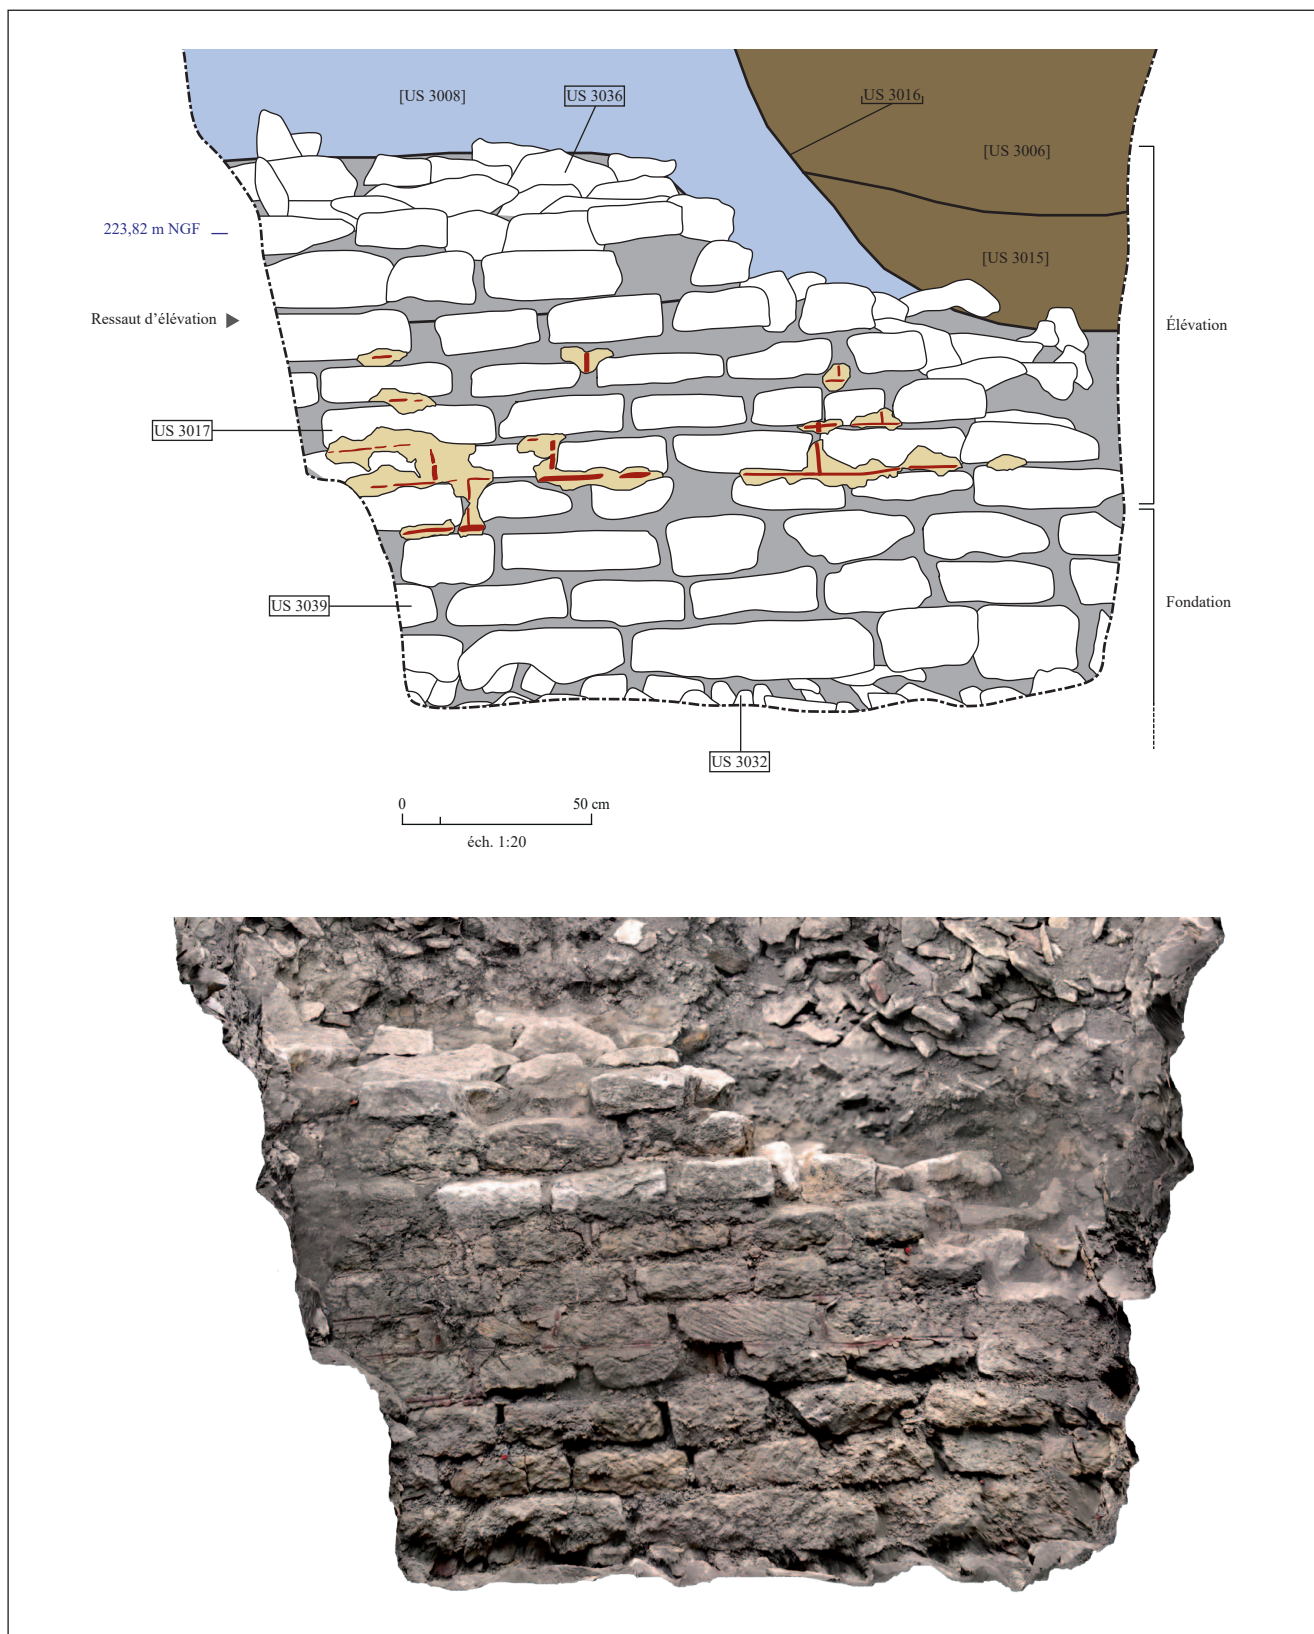 [US 3008]
US 3036
US 3016
[US 3006]
223,82 m NGF
[US 3015]
Ressaut d’élévation
Élévation
US 3017
US 3039
Fondation
US 3032
0 50 cm
éch. 1:20